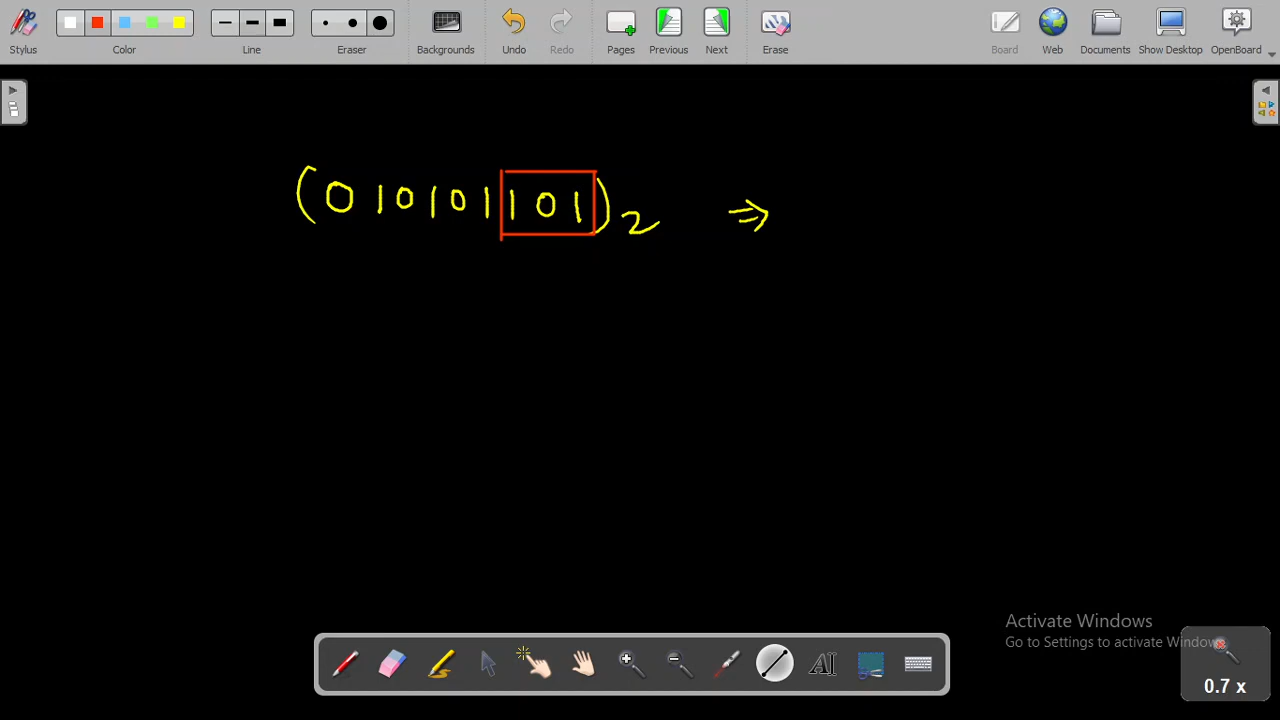 Stylus Color Line Eraser Backgrounds Undo Redo Pages Previous Next Erase Board Web Documents Show Desktop OpenBoard
(010101101)2 ⇒
Activate Windows
Go to Settings to activate Windows
AI
0.7 x